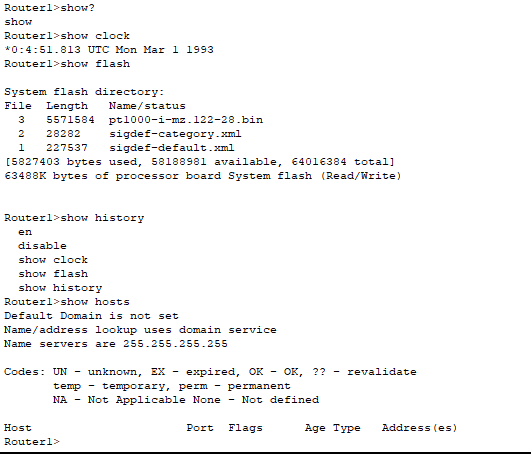 Router1>show?
show
Router1>show clock
*0:4:51.813 UTC Mon Mar 1 1993
Router1>show flash
System flash directory:
File  Length   Name/status
  3   5571584  pt1000-i-mz.122-28.bin
  2   28282    sigdef-category.xml
  1   227537   sigdef-default.xml
[5827403 bytes used, 58188981 available, 64016384 total]
63488K bytes of processor board System flash (Read/Write)
Router1>show history
  en
  disable
  show clock
  show flash
  show history
Router1>show hosts
Default Domain is not set
Name/address lookup uses domain service
Name servers are 255.255.255.255
Codes: UN - unknown, EX - expired, OK - OK, ?? - revalidate
       temp - temporary, perm - permanent
       NA - Not Applicable None - Not defined
Host                      Port  Flags      Age Type   Address(es)
Router1>